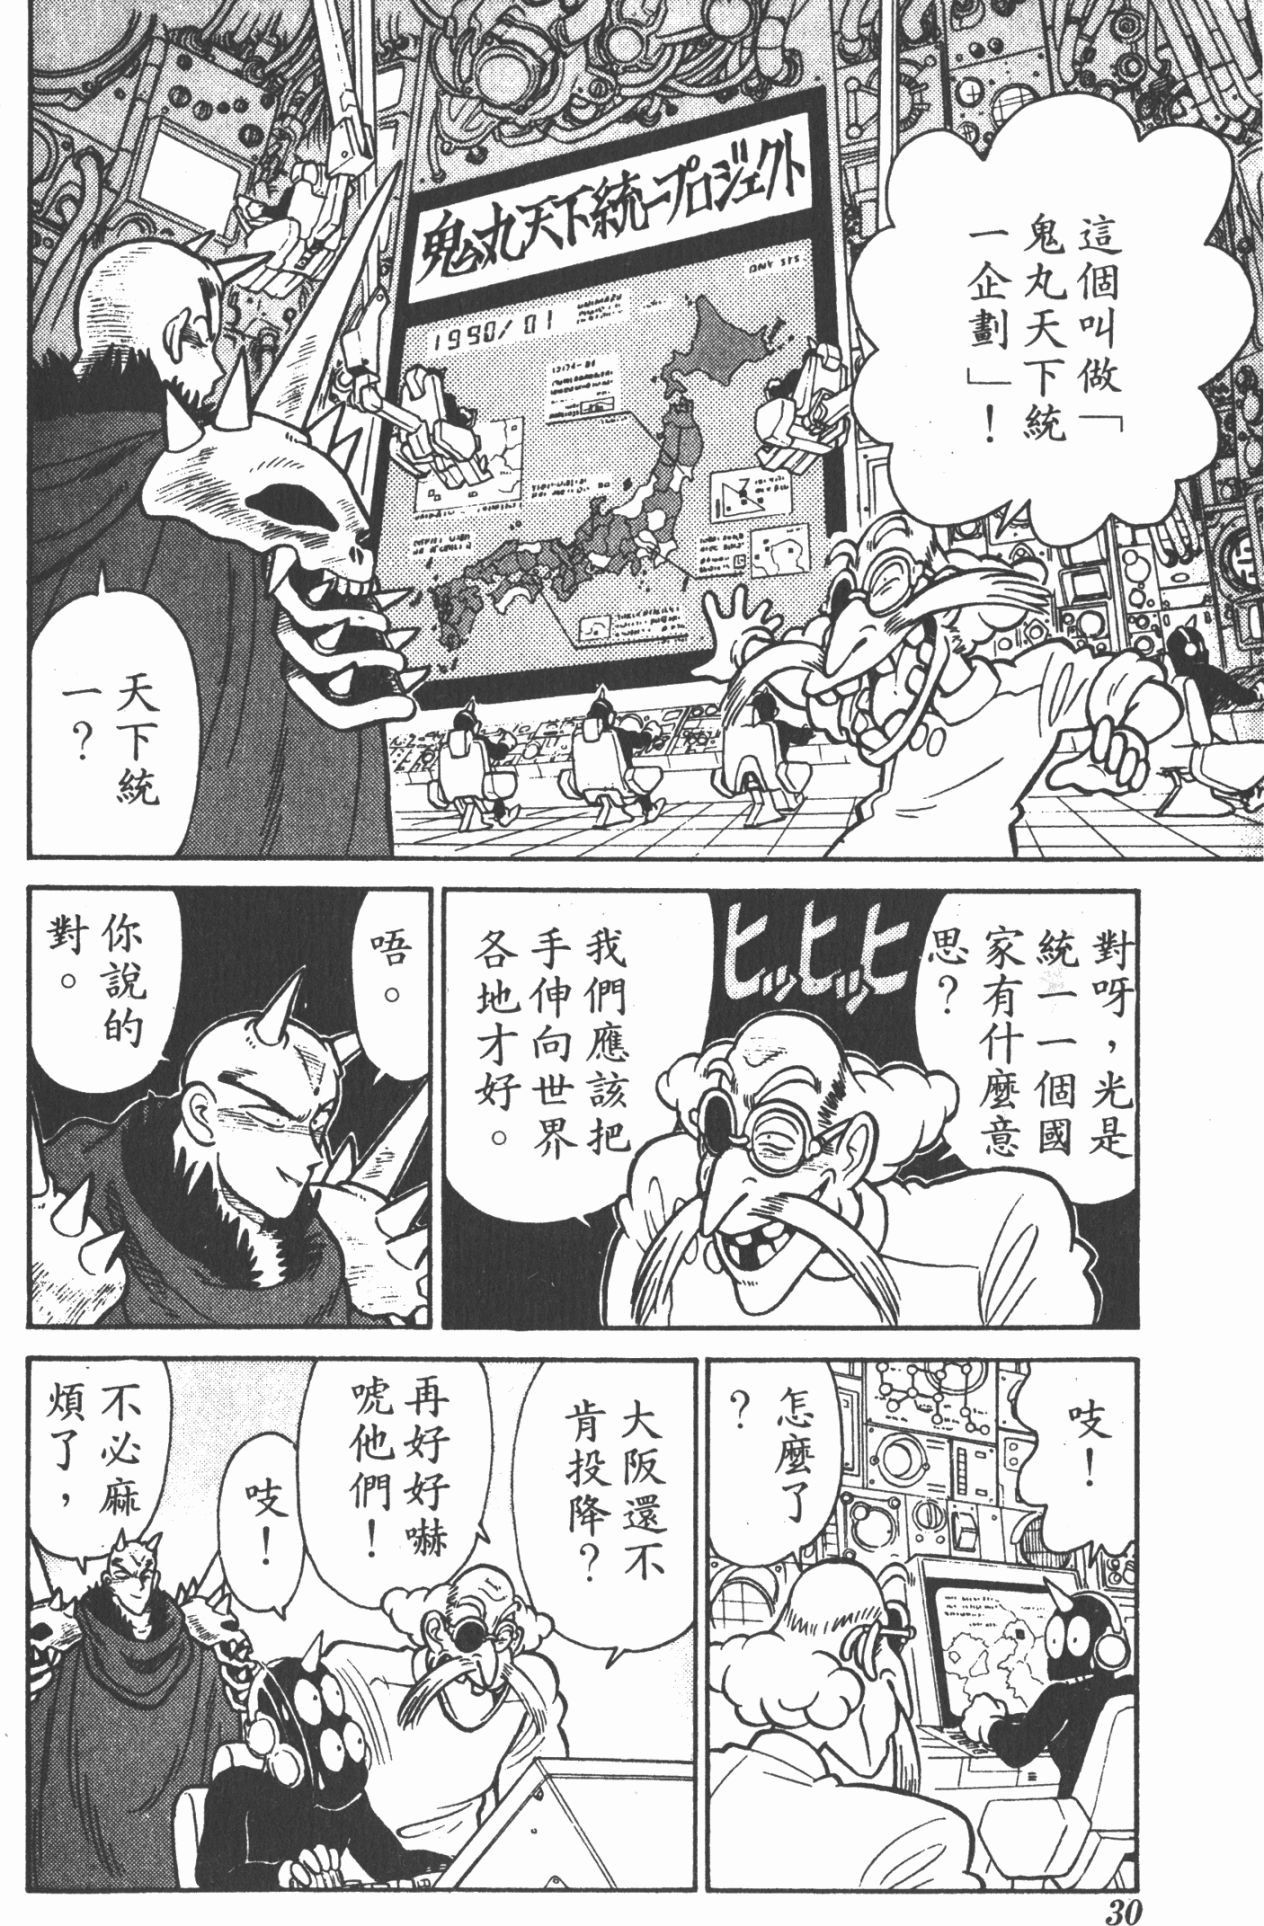 這個叫做「
鬼丸天下統
一企劃」！
鬼丸天下統一プロジェクト
1990/01
ONY SYS
天下統
一？
對呀，光是
統一一個國
家有什麼意
思？
ヒッヒッヒ
我們應該把
手伸向世界
各地才好。
唔。
你說的
對。
吱！
怎麼了
？
大阪還不
肯投降？
再好好嚇
唬他們！
吱！
不必麻
煩了，
30